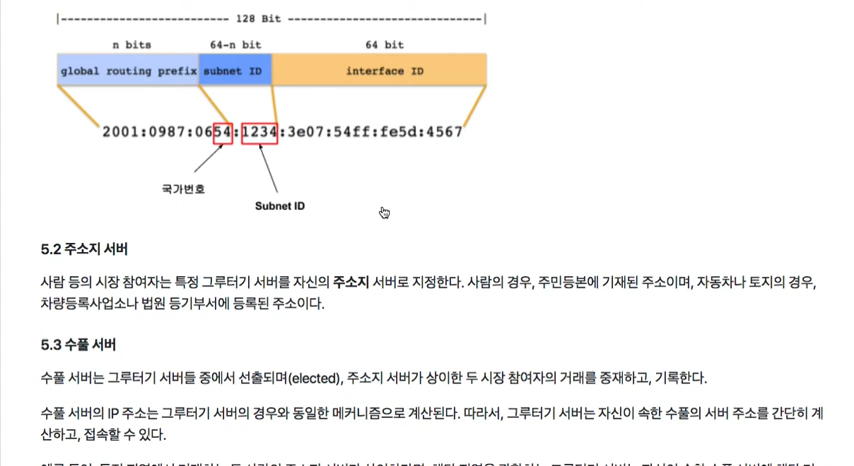 |------------------------- 128 Bit -----------------------------|
n bits 64-n bit 64 bit
global routing prefix subnet ID interface ID
2001:0987:0654:1234:3e07:54ff:fe5d:4567
국가번호
Subnet ID
5.2 주소지 서버
사람 등의 시장 참여자는 특정 그루터기 서버를 자신의 주소지 서버로 지정한다. 사람의 경우, 주민등본에 기재된 주소이며, 자동차나 토지의 경우,
차량등록사업소나 법원 등기부서에 등록된 주소이다.
5.3 수풀 서버
수풀 서버는 그루터기 서버들 중에서 선출되며(elected), 주소지 서버가 상이한 두 시장 참여자의 거래를 중재하고, 기록한다.
수풀 서버의 IP 주소는 그루터기 서버의 경우와 동일한 메커니즘으로 계산된다. 따라서, 그루터기 서버는 자신이 속한 수풀의 서버 주소를 간단히 계
산하고, 접속할 수 있다.